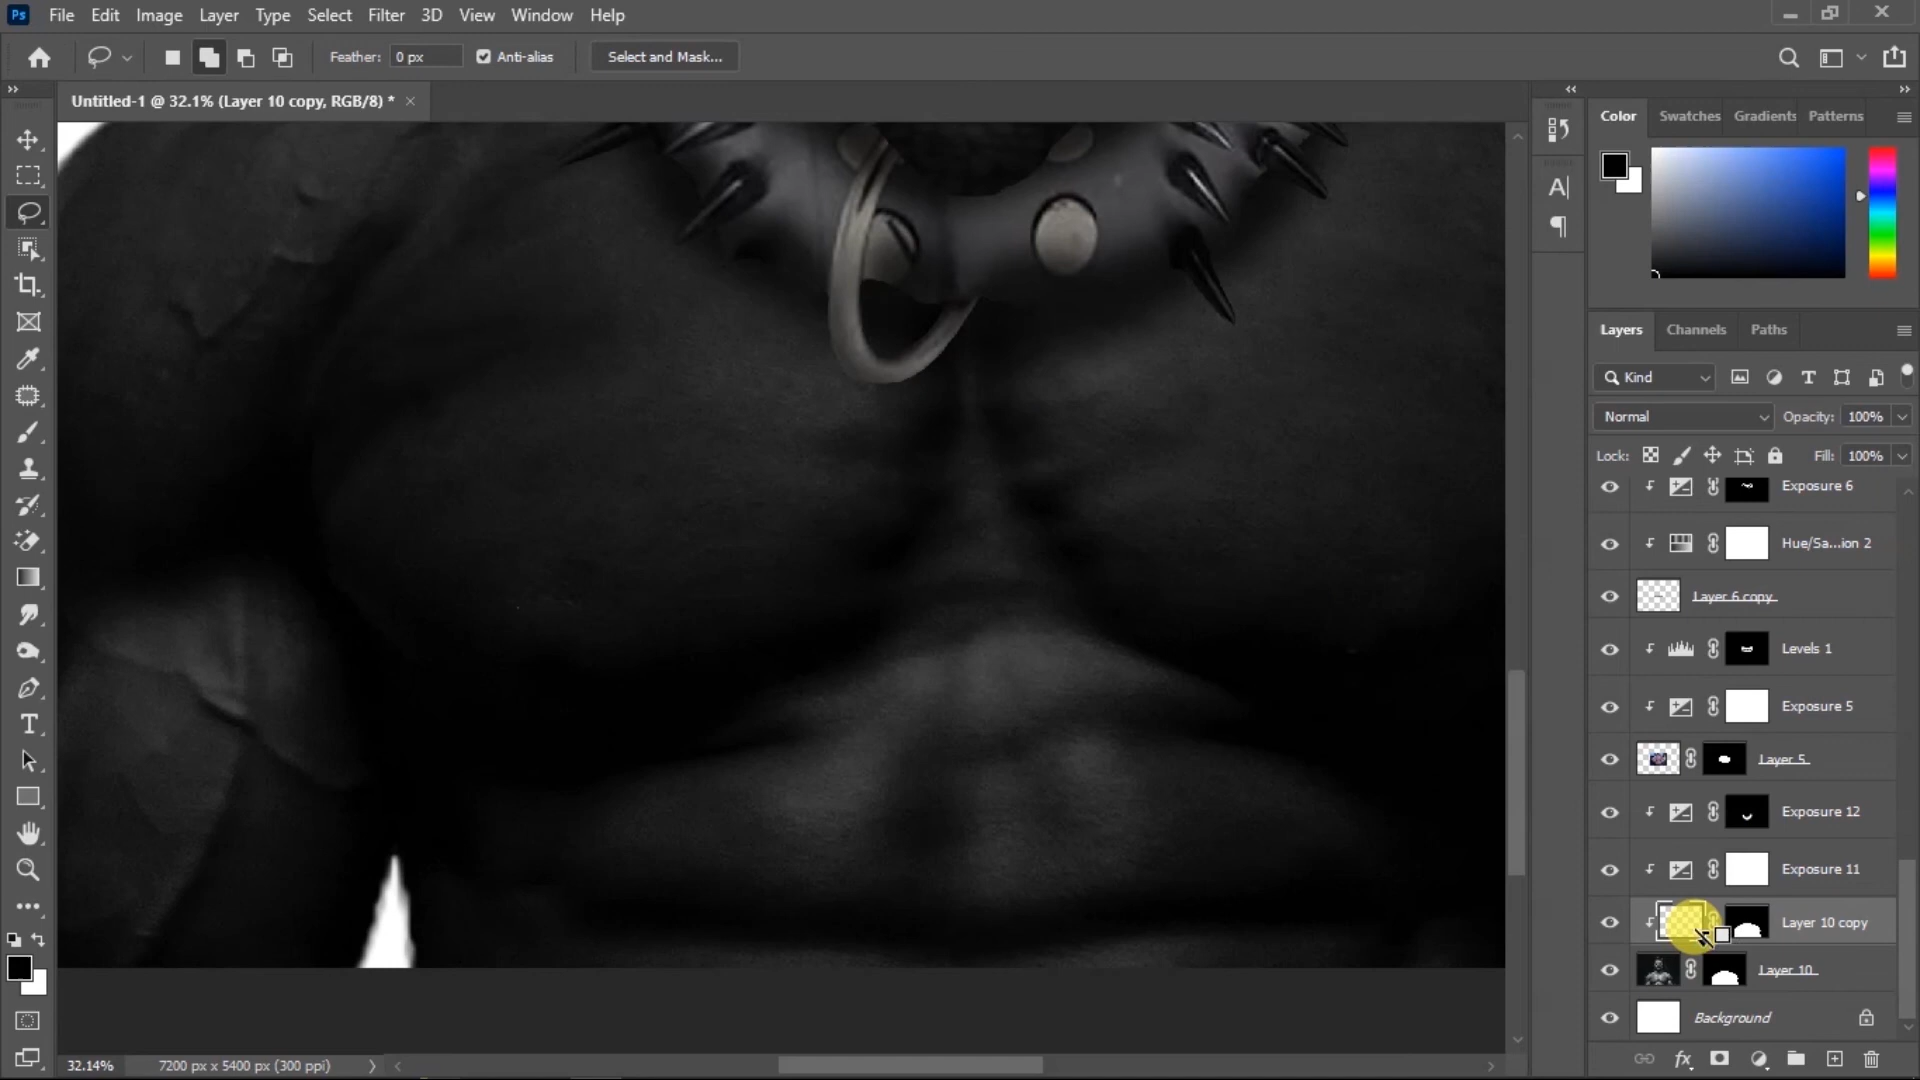 Ps File Edit Image Layer Type Select Filter 3D View Window Help
Feather: 0 px Anti-alias Select and Mask...
Untitled-1 @ 32.1% (Layer 10 copy, RGB/8) *
Color Swatches Gradients Patterns
Layers Channels Paths
Kind
Normal Opacity: 100%
Lock: Fill: 100%
Exposure 6
Hue/Sa...ion 2
Layer 6 copy
Levels 1
Exposure 5
Layer 5
Exposure 12
Exposure 11
Layer 10 copy
Layer 10
Background
32.14% 7200 px x 5400 px (300 ppi)